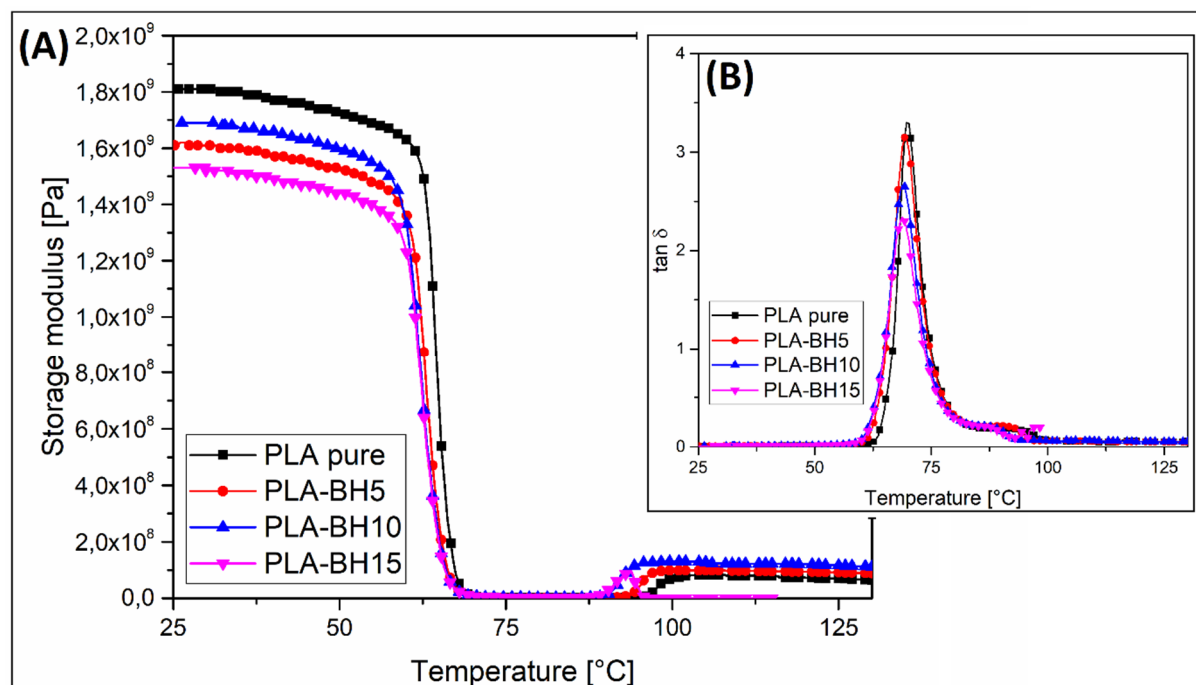 (A)
Storage modulus [Pa]
2,0x10⁹
1,8x10⁹
1,6x10⁹
1,4x10⁹
1,2x10⁹
1,0x10⁹
8,0x10⁸
6,0x10⁸
4,0x10⁸
2,0x10⁸
0,0
25
50
75
100
125
Temperature [°C]
PLA pure
PLA-BH5
PLA-BH10
PLA-BH15
(B)
tan δ
4
3
2
1
0
25
50
75
100
125
Temperature [°C]
PLA pure
PLA-BH5
PLA-BH10
PLA-BH15